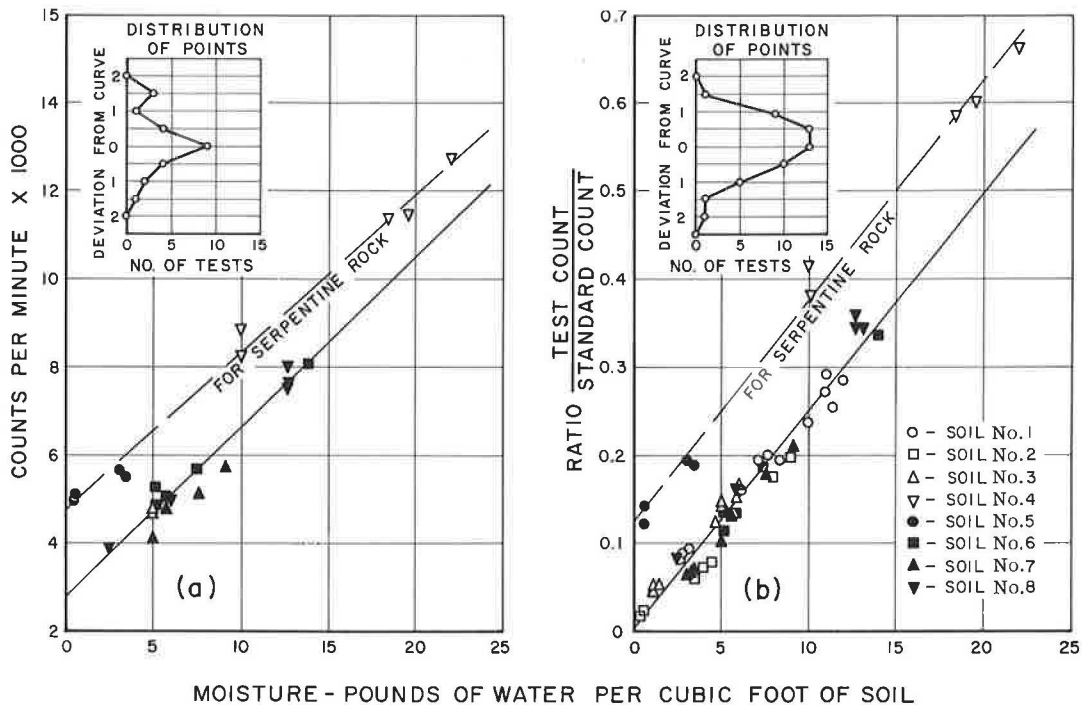 COUNTS PER MINUTE X 1000
15
14
12
10
8
6
4
2
0
5
10
15
20
25
DISTRIBUTION
OF POINTS
DEVIATION FROM CURVE
2
1
0
1
2
0
5
10
15
NO. OF TESTS
FOR SERPENTINE ROCK
(a)
RATIO TEST COUNT
STANDARD COUNT
0.7
0.6
0.5
0.4
0.3
0.2
0.1
0
0
5
10
15
20
25
DISTRIBUTION
OF POINTS
DEVIATION FROM CURVE
2
1
0
1
2
0
5
10
15
NO. OF TESTS
FOR SERPENTINE ROCK
(b)
- SOIL No.1
- SOIL No.2
- SOIL No.3
- SOIL No.4
- SOIL No.5
- SOIL No.6
- SOIL No.7
- SOIL No.8
MOISTURE - POUNDS OF WATER PER CUBIC FOOT OF SOIL